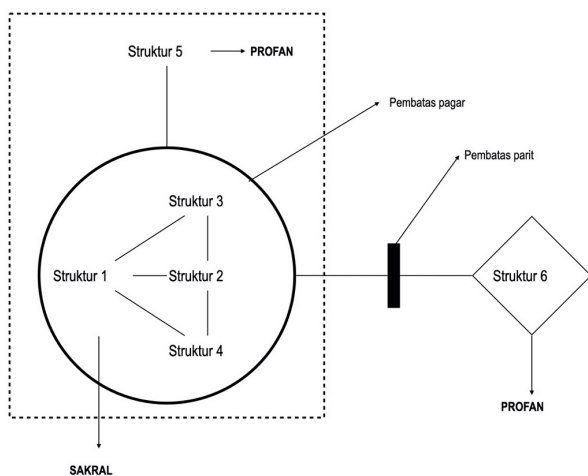 Struktur 5
PROFAN
Pembatas pagar
Pembatas parit
Struktur 3
Struktur 1
Struktur 2
Struktur 6
Struktur 4
PROFAN
SAKRAL